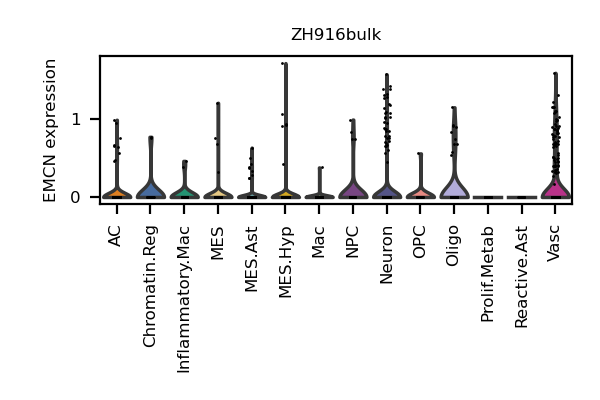 ZH916bulk
EMCN expression
1
0
AC
Chromatin.Reg
Inflammatory.Mac
MES
MES.Ast
MES.Hyp
Mac
NPC
Neuron
OPC
Oligo
Prolif.Metab
Reactive.Ast
Vasc